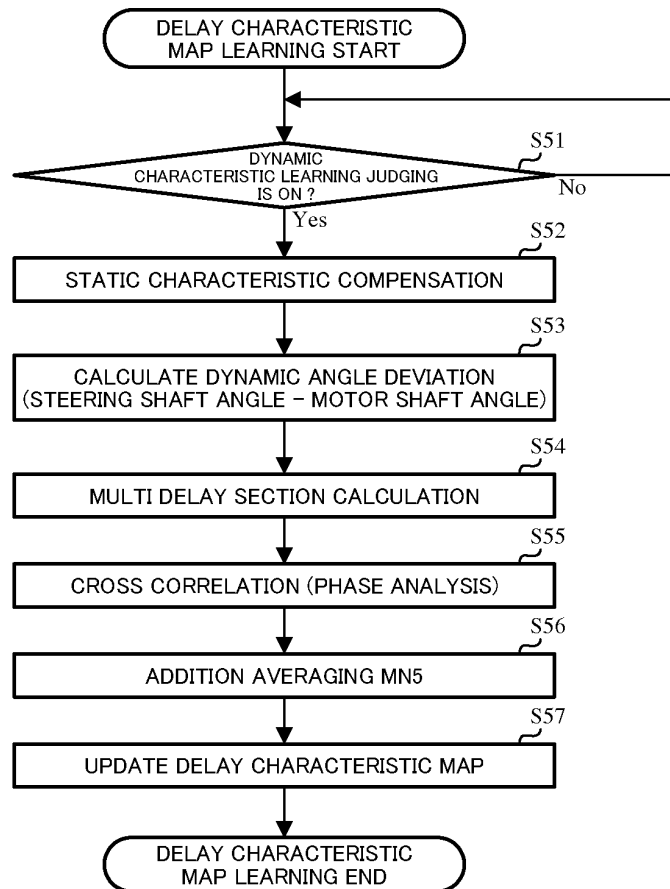 DELAY CHARACTERISTIC
MAP LEARNING START
S51
DYNAMIC
CHARACTERISTIC LEARNING JUDGING
IS ON ?
No
Yes
S52
STATIC CHARACTERISTIC COMPENSATION
S53
CALCULATE DYNAMIC ANGLE DEVIATION
(STEERING SHAFT ANGLE – MOTOR SHAFT ANGLE)
S54
MULTI DELAY SECTION CALCULATION
S55
CROSS CORRELATION (PHASE ANALYSIS)
S56
ADDITION AVERAGING MN5
S57
UPDATE DELAY CHARACTERISTIC MAP
DELAY CHARACTERISTIC
MAP LEARNING END